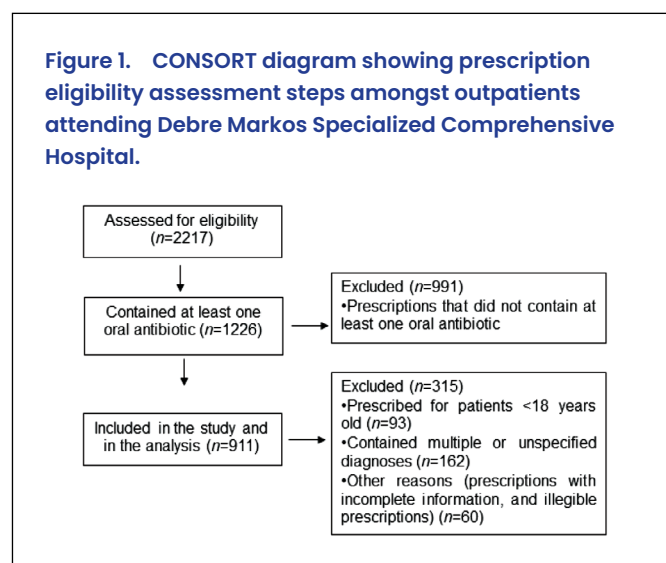 Figure 1. CONSORT diagram showing prescription
eligibility assessment steps amongst outpatients
attending Debre Markos Specialized Comprehensive
Hospital.
Assessed for eligibility
(n=2217)
Contained at least one
oral antibiotic (n=1226)
Excluded (n=991)
•Prescriptions that did not contain at
least one oral antibiotic
Included in the study and
in the analysis (n=911)
Excluded (n=315)
•Prescribed for patients <18 years
old (n=93)
•Contained multiple or unspecified
diagnoses (n=162)
•Other reasons (prescriptions with
incomplete information, and illegible
prescriptions) (n=60)